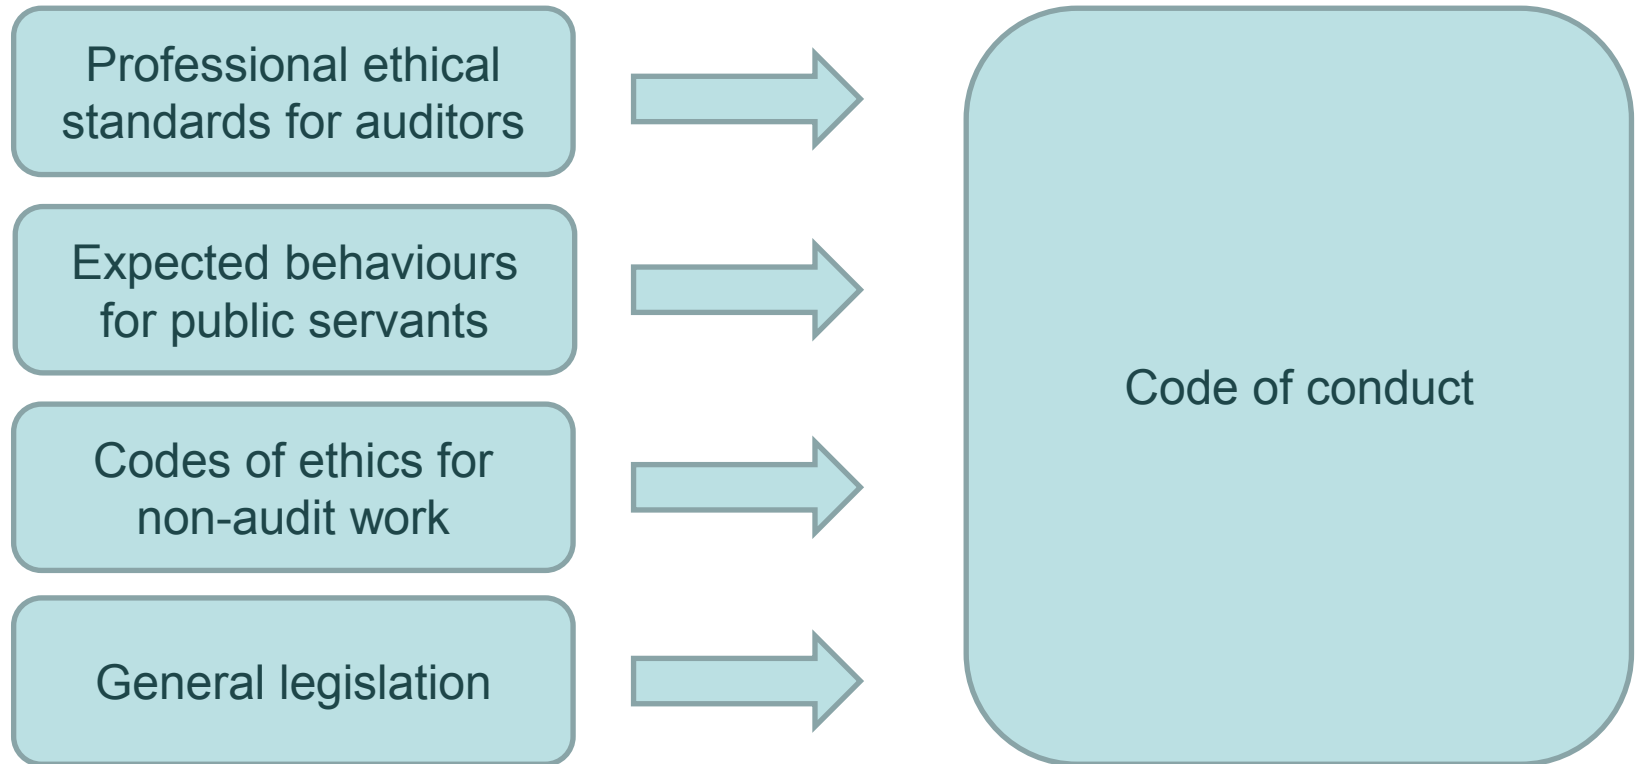 Professional ethical
standards for auditors
Expected behaviours
for public servants
Codes of ethics for
non-audit work
General legislation
Code of conduct